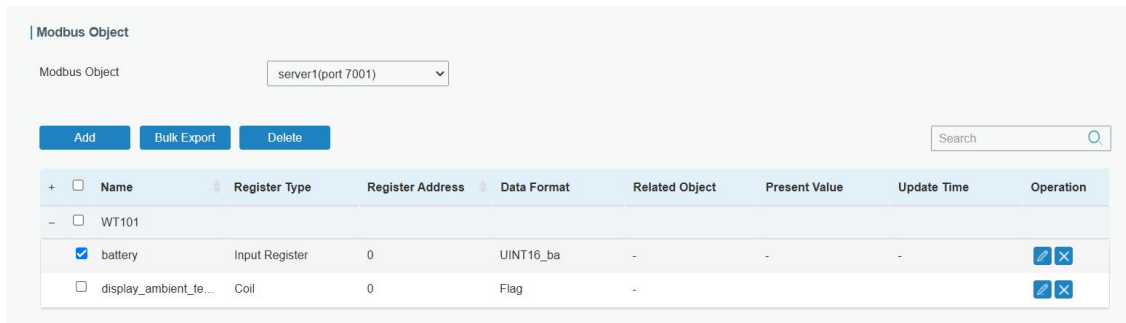 Modbus Object
Modbus Object server1(port 7001)
Add Bulk Export Delete Search
+ Name Register Type Register Address Data Format Related Object Present Value Update Time Operation
– WT101
battery Input Register 0 UINT16_ba - - -
display_ambient_te... Coil 0 Flag -